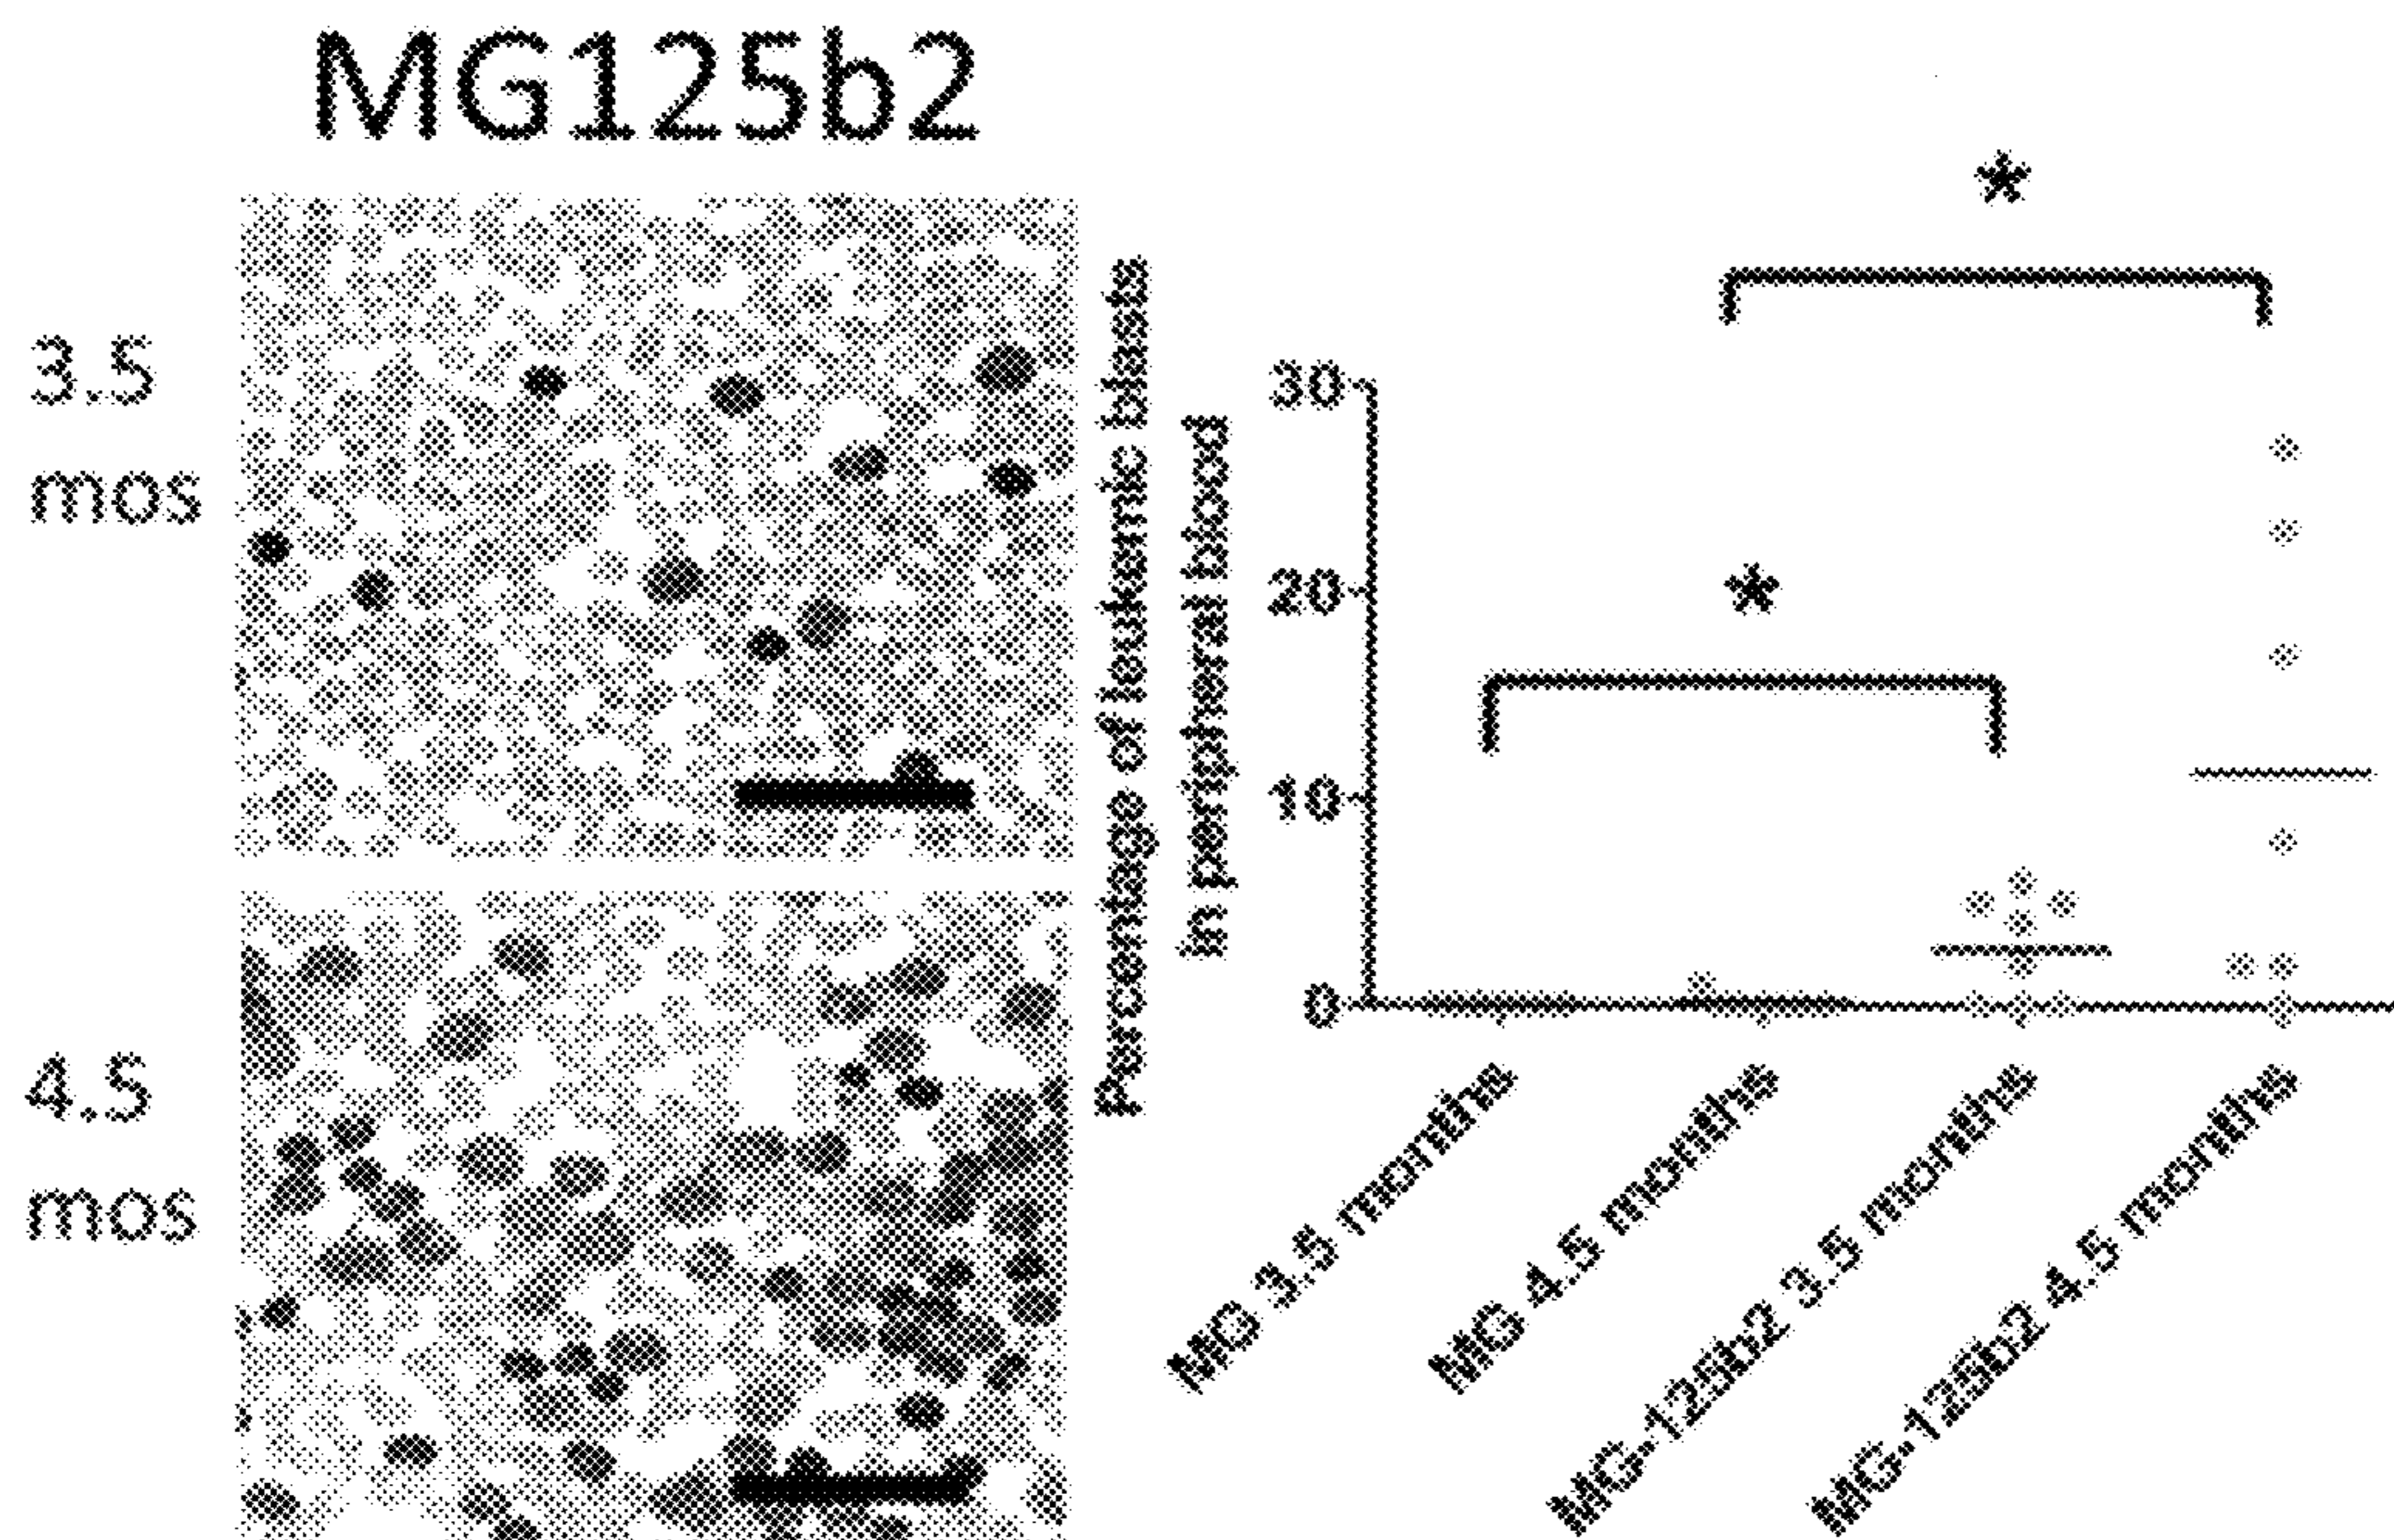 MG125b2
3.5
mos
4.5
mos
Percentage of leukemic blasts
in peripheral blood
*
*
30
20
10
0
MG 3.5 months
MG 4.5 months
MG-125b2 3.5 months
MG-125b2 4.5 months